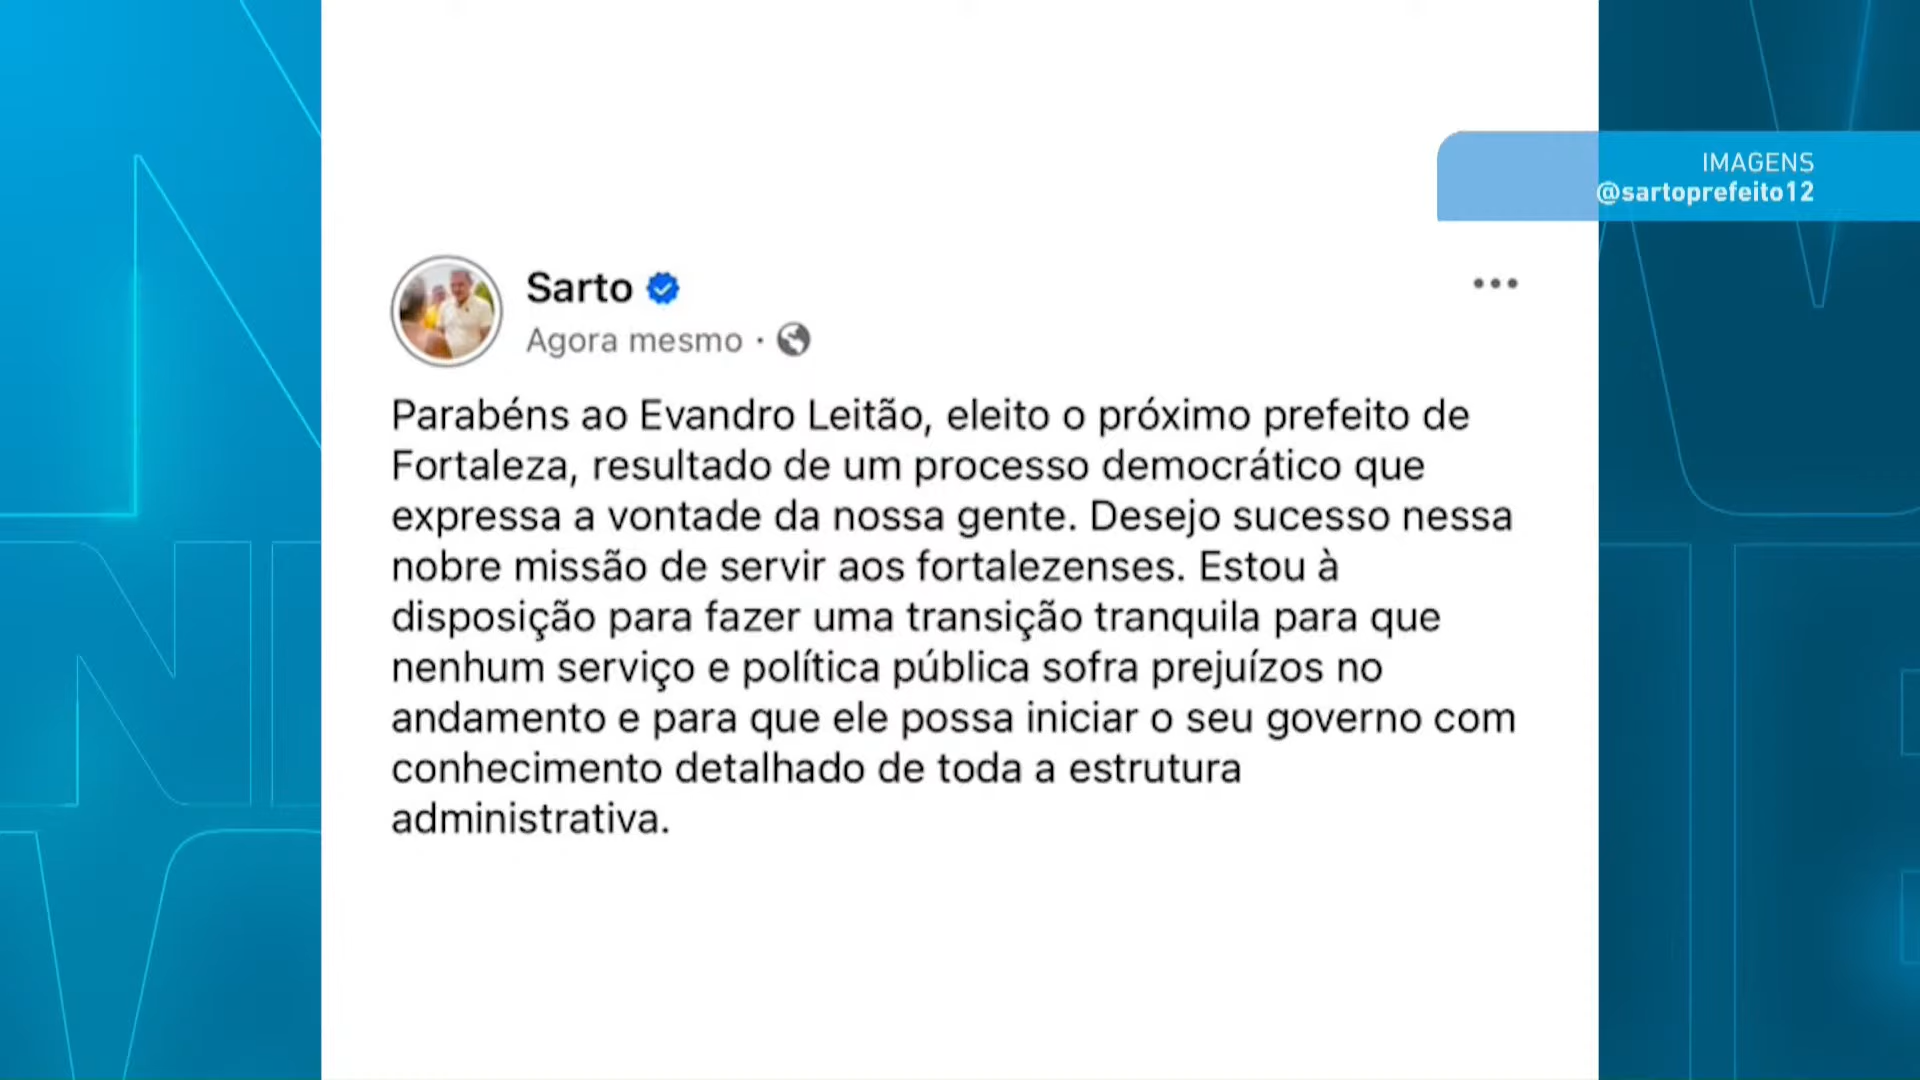 IMAGENS
@sartoprefeito12
Sarto
Agora mesmo ·
Parabéns ao Evandro Leitão, eleito o próximo prefeito de
Fortaleza, resultado de um processo democrático que
expressa a vontade da nossa gente. Desejo sucesso nessa
nobre missão de servir aos fortalezenses. Estou à
disposição para fazer uma transição tranquila para que
nenhum serviço e política pública sofra prejuízos no
andamento e para que ele possa iniciar o seu governo com
conhecimento detalhado de toda a estrutura
administrativa.